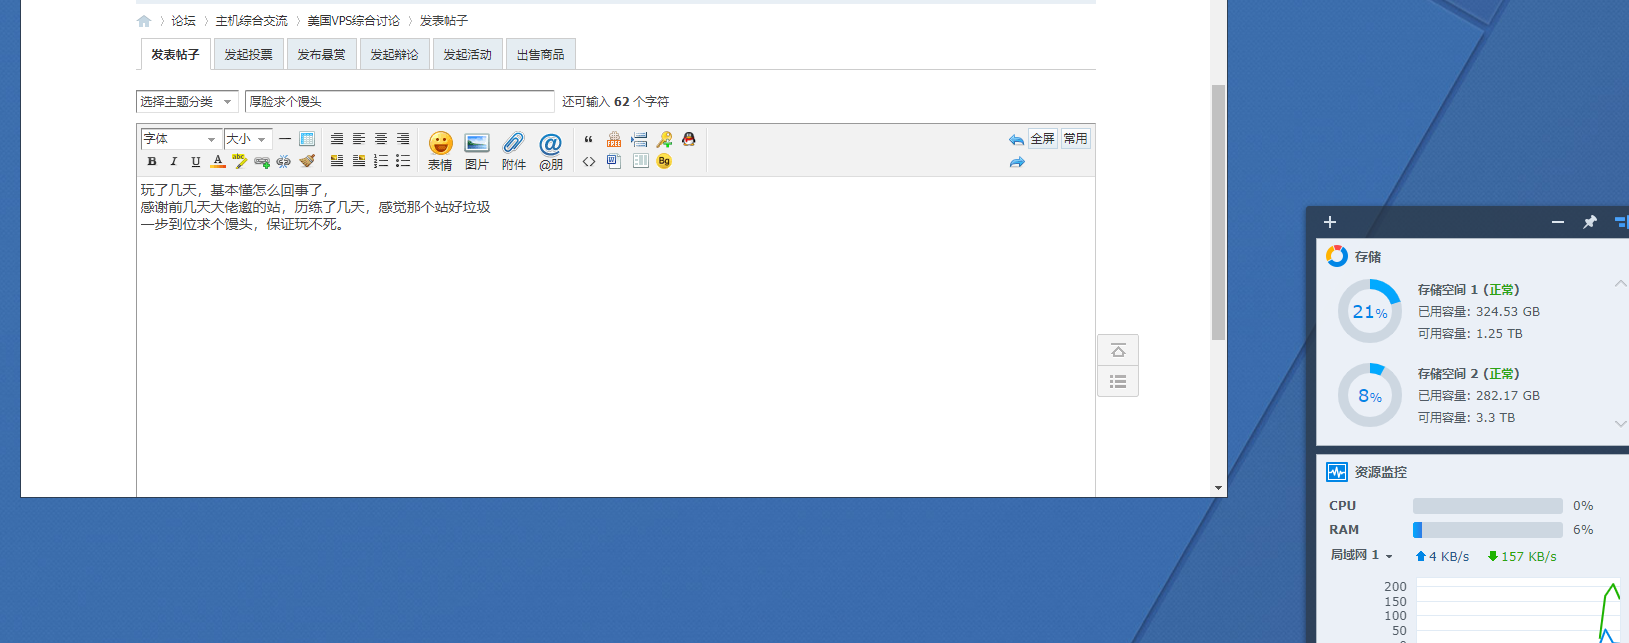 论坛 〉 主机综合交流 〉 美国VPS综合讨论 〉 发表帖子
发表帖子 发起投票 发布悬赏 发起辩论 发起活动 出售商品
选择主题分类 厚脸求个馒头 还可输入 62 个字符
字体 大小 全屏 常用
B I U A abc
表情 图片 附件 @朋 <> W Bg
玩了几天，基本懂怎么回事了，
感谢前几天大佬邀的站，历练了几天，感觉那个站好垃圾
一步到位求个馒头，保证玩不死。
存储
21%
存储空间 1 (正常)
已用容量: 324.53 GB
可用容量: 1.25 TB
8%
存储空间 2 (正常)
已用容量: 282.17 GB
可用容量: 3.3 TB
资源监控
CPU 0%
RAM 6%
局域网 1 4 KB/s 157 KB/s
200
150
100
50